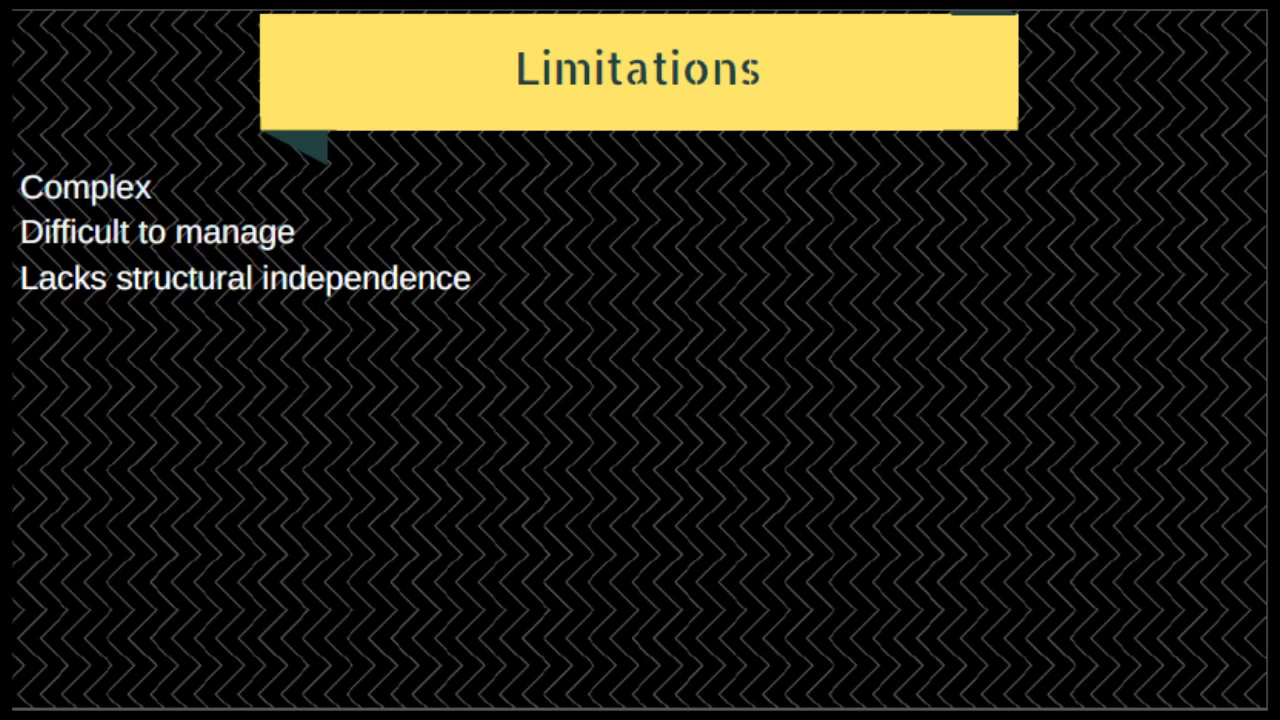 Limitations
Complex
Difficult to manage
Lacks structural independence